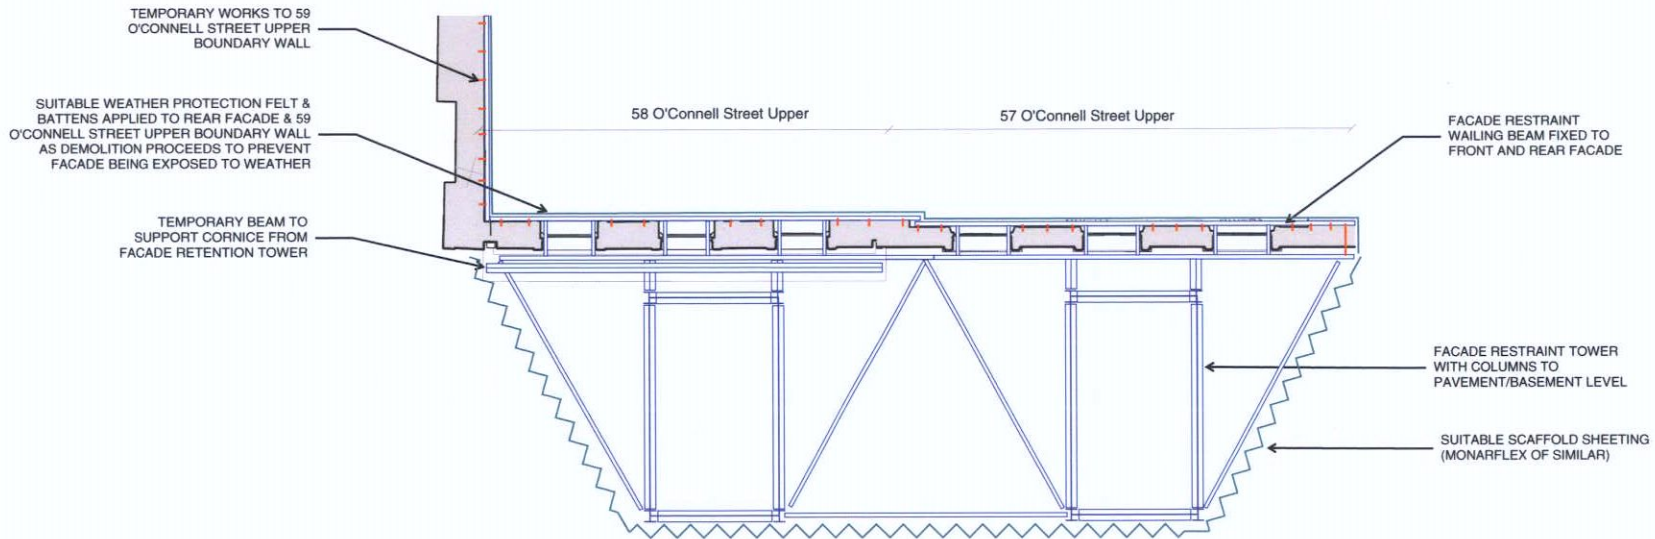 TEMPORARY WORKS TO 59
O'CONNELL STREET UPPER
BOUNDARY WALL
SUITABLE WEATHER PROTECTION FELT &
BATTENS APPLIED TO REAR FACADE & 59
O'CONNELL STREET UPPER BOUNDARY WALL
AS DEMOLITION PROCEEDS TO PREVENT
FACADE BEING EXPOSED TO WEATHER
TEMPORARY BEAM TO
SUPPORT CORNICE FROM
FACADE RETENTION TOWER
58 O'Connell Street Upper
57 O'Connell Street Upper
FACADE RESTRAINT
WAILING BEAM FIXED TO
FRONT AND REAR FACADE
FACADE RESTRAINT TOWER
WITH COLUMNS TO
PAVEMENT/BASEMENT LEVEL
SUITABLE SCAFFOLD SHEETING
(MONARFLEX OF SIMILAR)